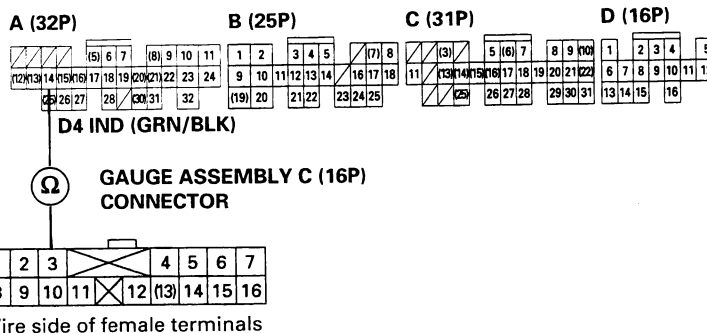 A (32P) B (25P) C (31P) D (16P)
(5) 6 7 (8) 9 10 11 1 2 3 4 5 (7) 8 (3) 5 (6) 7 8 9 (10) 1 2 3 4 5
(12) (13) 14 (15) (16) 17 18 19 (20) (21) 22 23 24 9 10 11 12 13 14 16 17 18 11 (13) (14) (15) (16) 17 18 19 20 21 (22) 6 7 8 9 10 11
(25) 26 27 28 (30) 31 32 (19) 20 21 22 23 24 25 (25) 26 27 28 29 30 31 13 14 15 16
D4 IND (GRN/BLK)
Ω
GAUGE ASSEMBLY C (16P)
CONNECTOR
2 3 4 5 6 7
9 10 11 12 (13) 14 15 16
ire side of female terminals